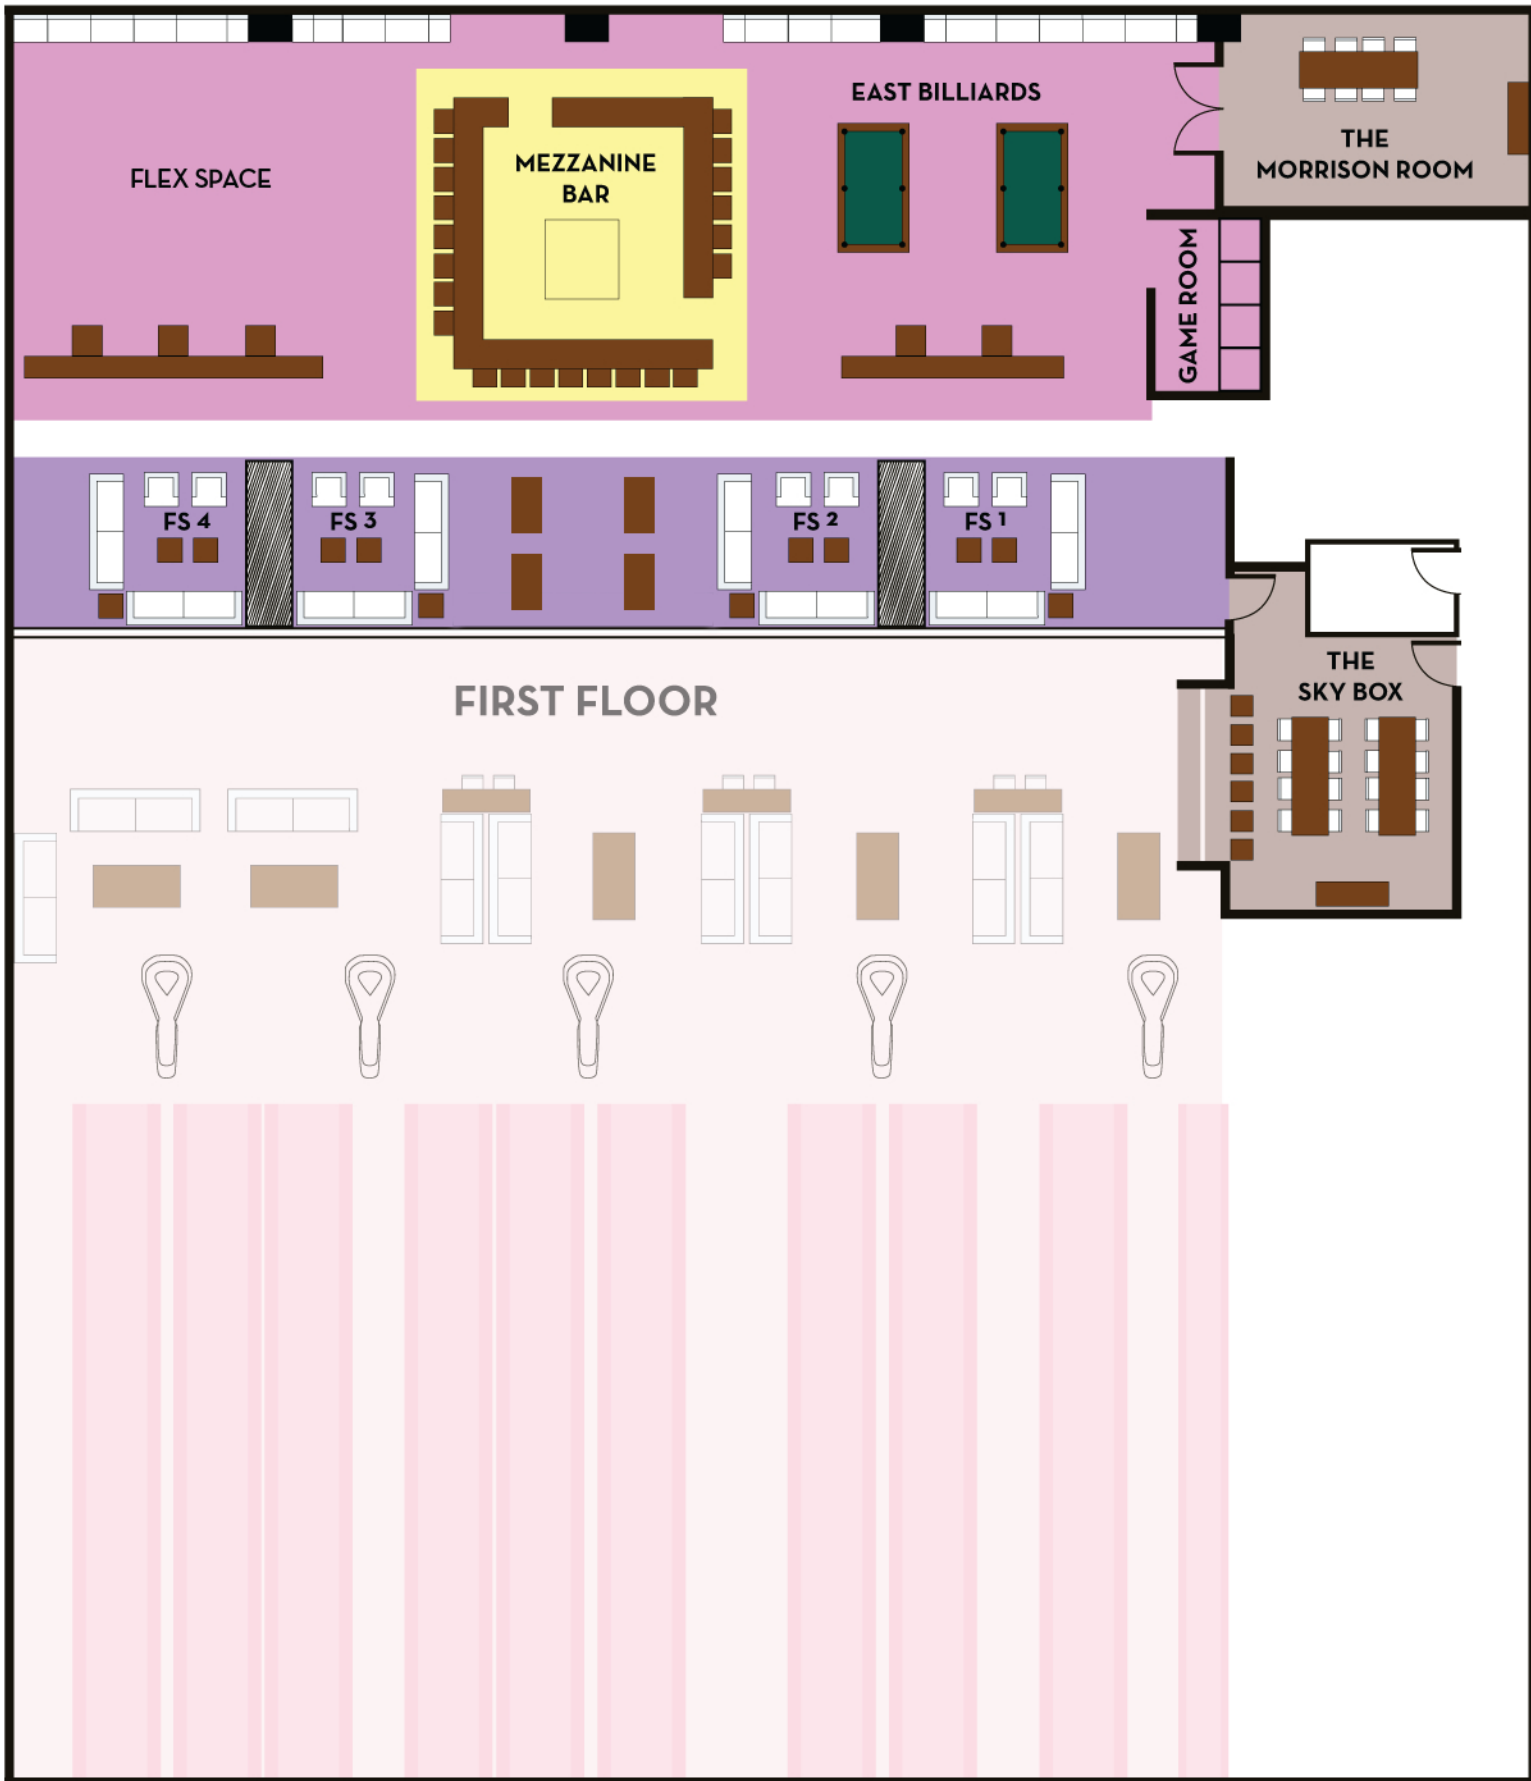 EAST BILLIARDS
FLEX SPACE
MEZZANINE
BAR
THE
MORRISON ROOM
GAME ROOM
FS 4
FS 3
FS 2
FS 1
THE
SKY BOX
FIRST FLOOR